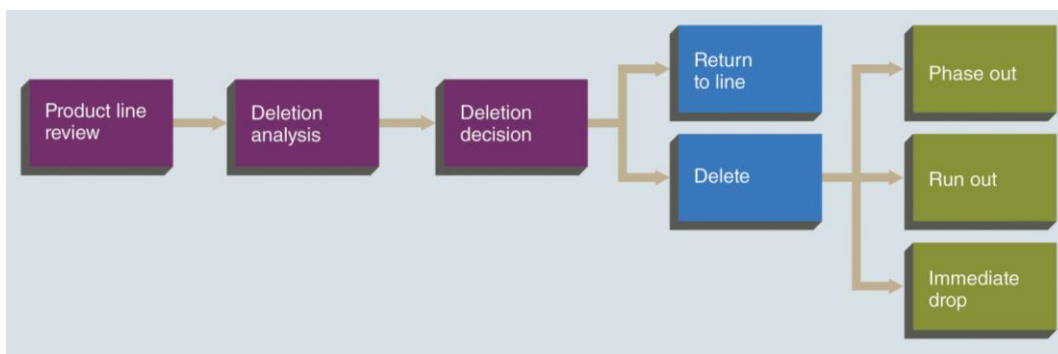 Product line
review
Deletion
analysis
Deletion
decision
Return
to line
Delete
Phase out
Run out
Immediate
drop